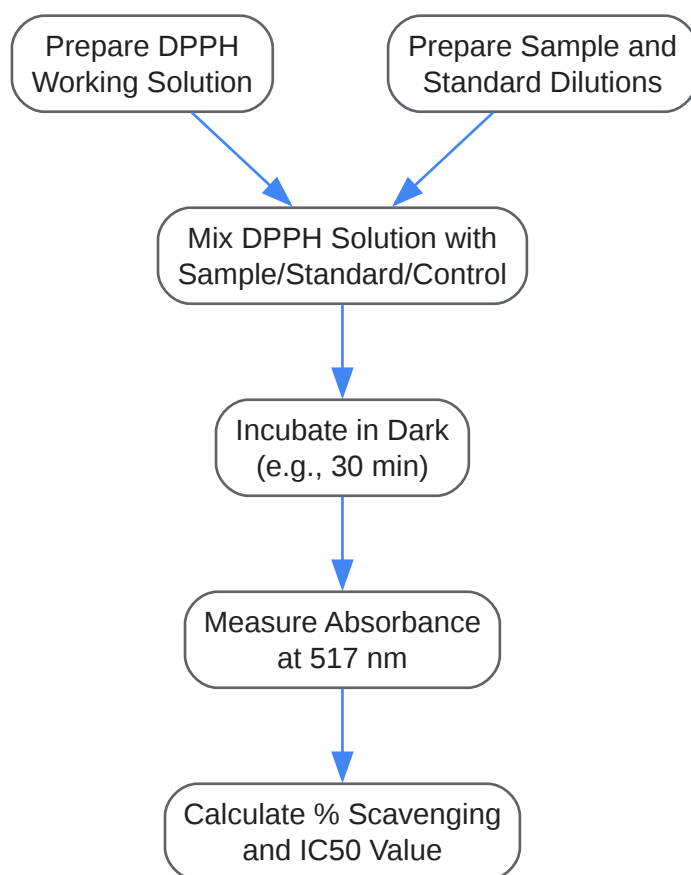 Prepare DPPH
Working Solution
Prepare Sample and
Standard Dilutions
Mix DPPH Solution with
Sample/Standard/Control
Incubate in Dark
(e.g., 30 min)
Measure Absorbance
at 517 nm
Calculate % Scavenging
and IC50 Value